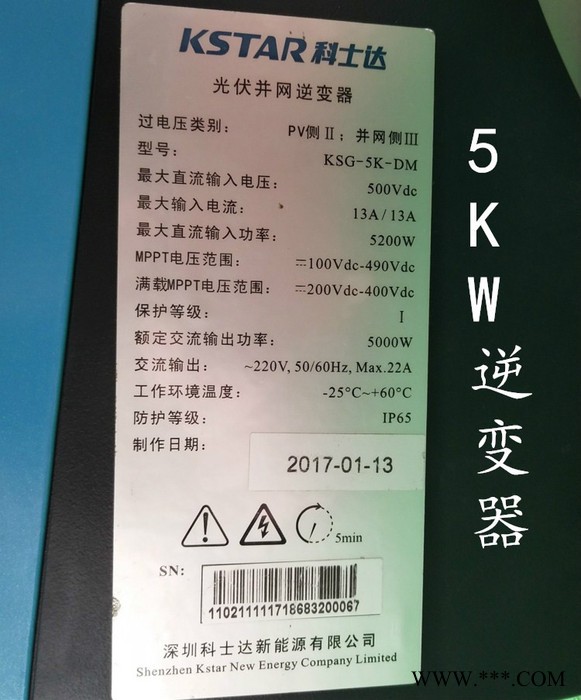 KSTAR 科士达
光伏并网逆变器
过电压类别: PV侧Ⅱ; 并网侧Ⅲ
型号: KSG-5K-DM
最大直流输入电压: 500Vdc
最大输入电流: 13A/13A
最大直流输入功率: 5200W
MPPT电压范围: ⎓100Vdc-490Vdc
满载MPPT电压范围: ⎓200Vdc-400Vdc
保护等级: I
额定交流输出功率: 5000W
交流输出: ~220V, 50/60Hz, Max.22A
工作环境温度: -25°C~+60°C
防护等级: IP65
制作日期: 2017-01-13
5min
SN:
110211111718683200067
深圳科士达新能源有限公司
Shenzhen Kstar New Energy Company Limited
5KW逆变器
WWW.***.COM